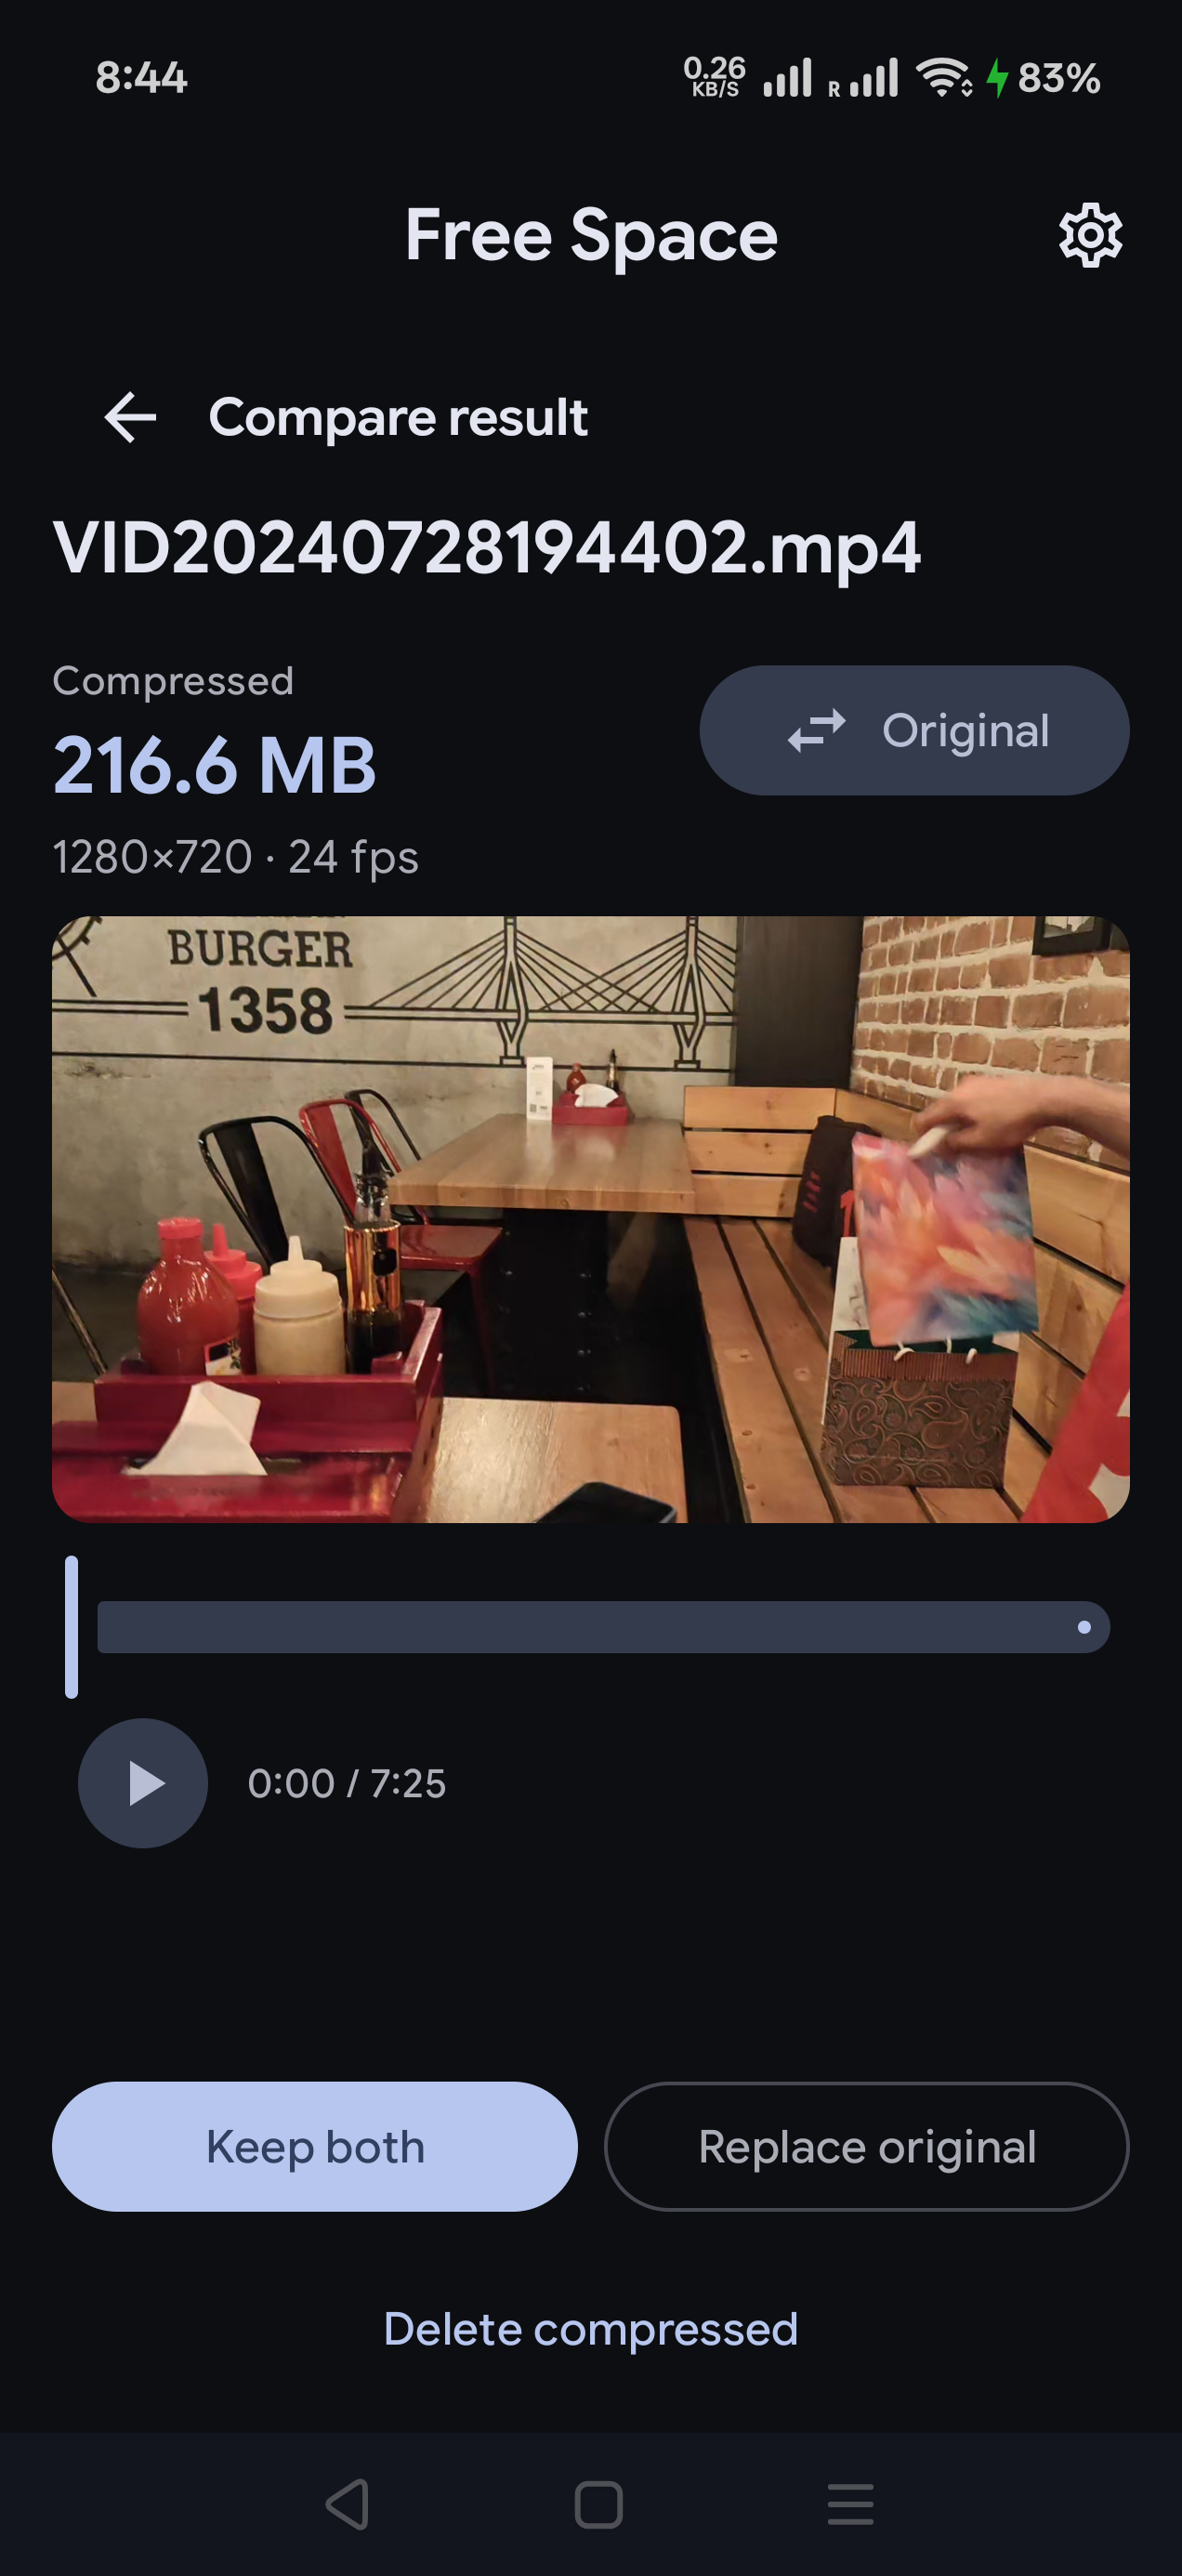 8:44
0.26 KB/S R 83%
Free Space
Compare result
VID20240728194402.mp4
Compressed
216.6 MB
Original
1280×720 · 24 fps
BURGER
1358
0:00 / 7:25
Keep both
Replace original
Delete compressed